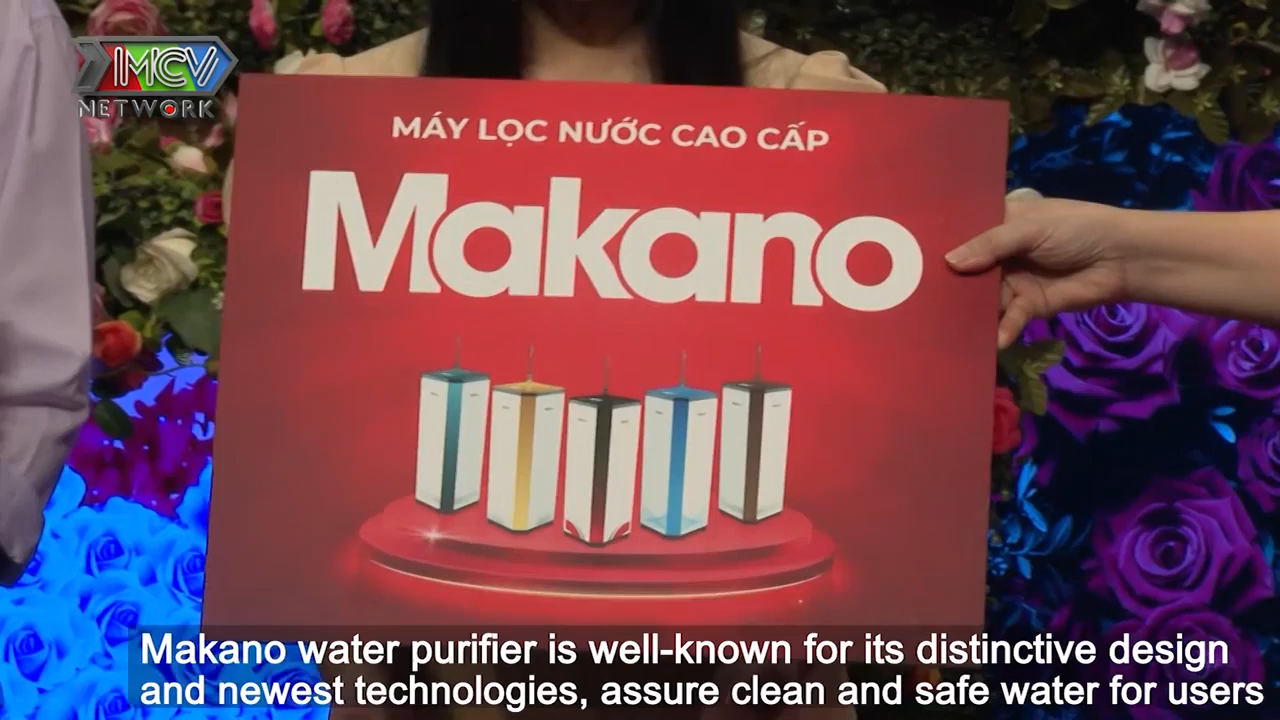 MCV
NETWORK
MÁY LỌC NƯỚC CAO CẤP
Makano
Makano water purifier is well-known for its distinctive design
and newest technologies, assure clean and safe water for users